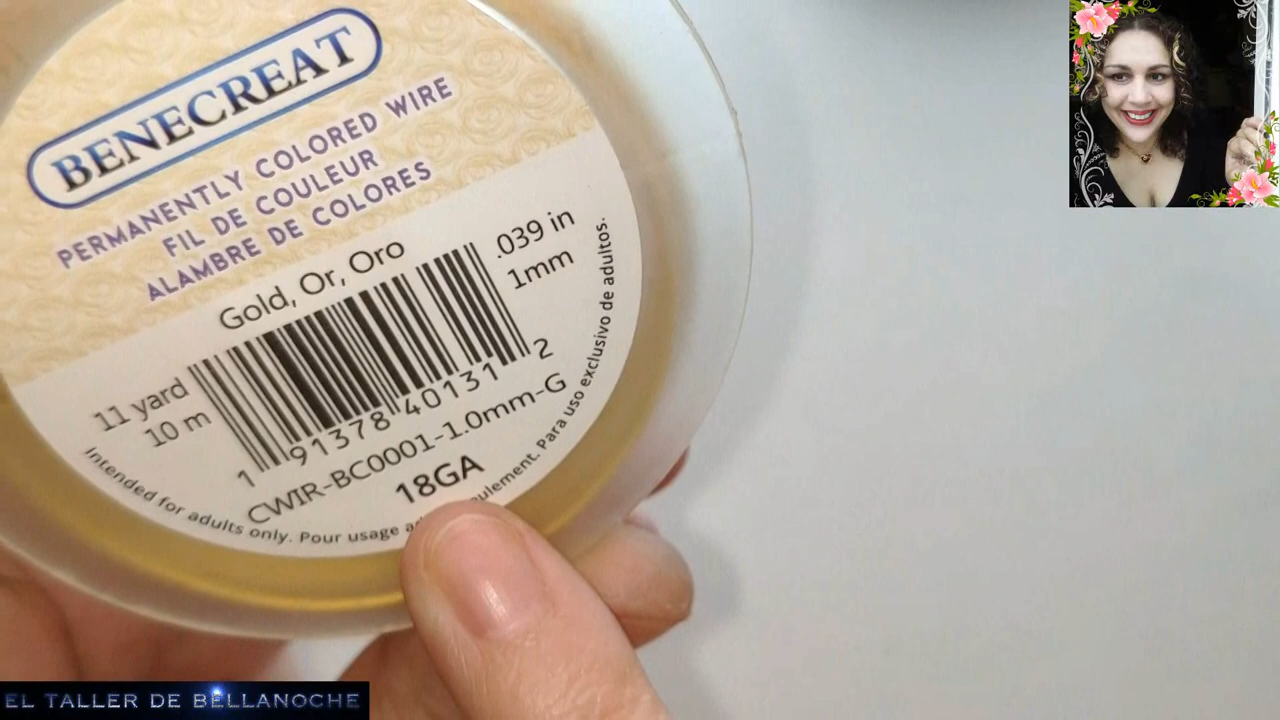 BENECREAT
PERMANENTLY COLORED WIRE
FIL DE COULEUR
ALAMBRE DE COLORES
Gold, Or, Oro
.039 in
1mm
11 yard
10 m
1 91378 40131 2
CWIR-BC0001-1.0mm-G
18GA
Intended for adults only. Pour usage Para uso exclusivo de adultos.
EL TALLER DE BELLANOCHE